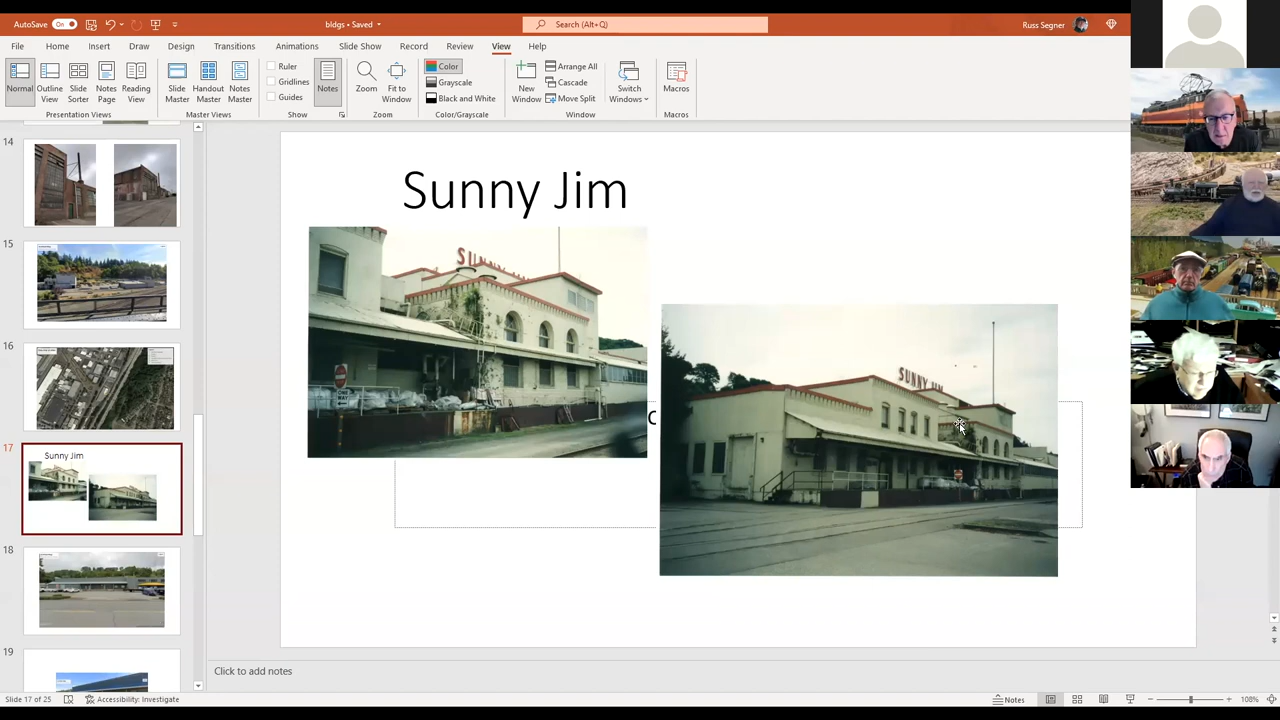 AutoSave On bldgs • Saved Search (Alt+Q) Russ Segner
File Home Insert Draw Design Transitions Animations Slide Show Record Review View Help
Normal Outline View Slide Sorter Notes Page Reading View
Presentation Views
Slide Master Handout Master Notes Master
Master Views
Ruler
Gridlines
Guides
Show
Notes
Zoom Fit to Window
Zoom
Color
Grayscale
Black and White
Color/Grayscale
New Window Arrange All
Cascade
Move Split
Switch Windows
Window
Macros
Macros
14
15
16
17
Sunny Jim
18
19
Sunny Jim
SUNNY
ONE WAY
SUNNY JIM
Click to add notes
Slide 17 of 25 Accessibility: Investigate Notes 108%